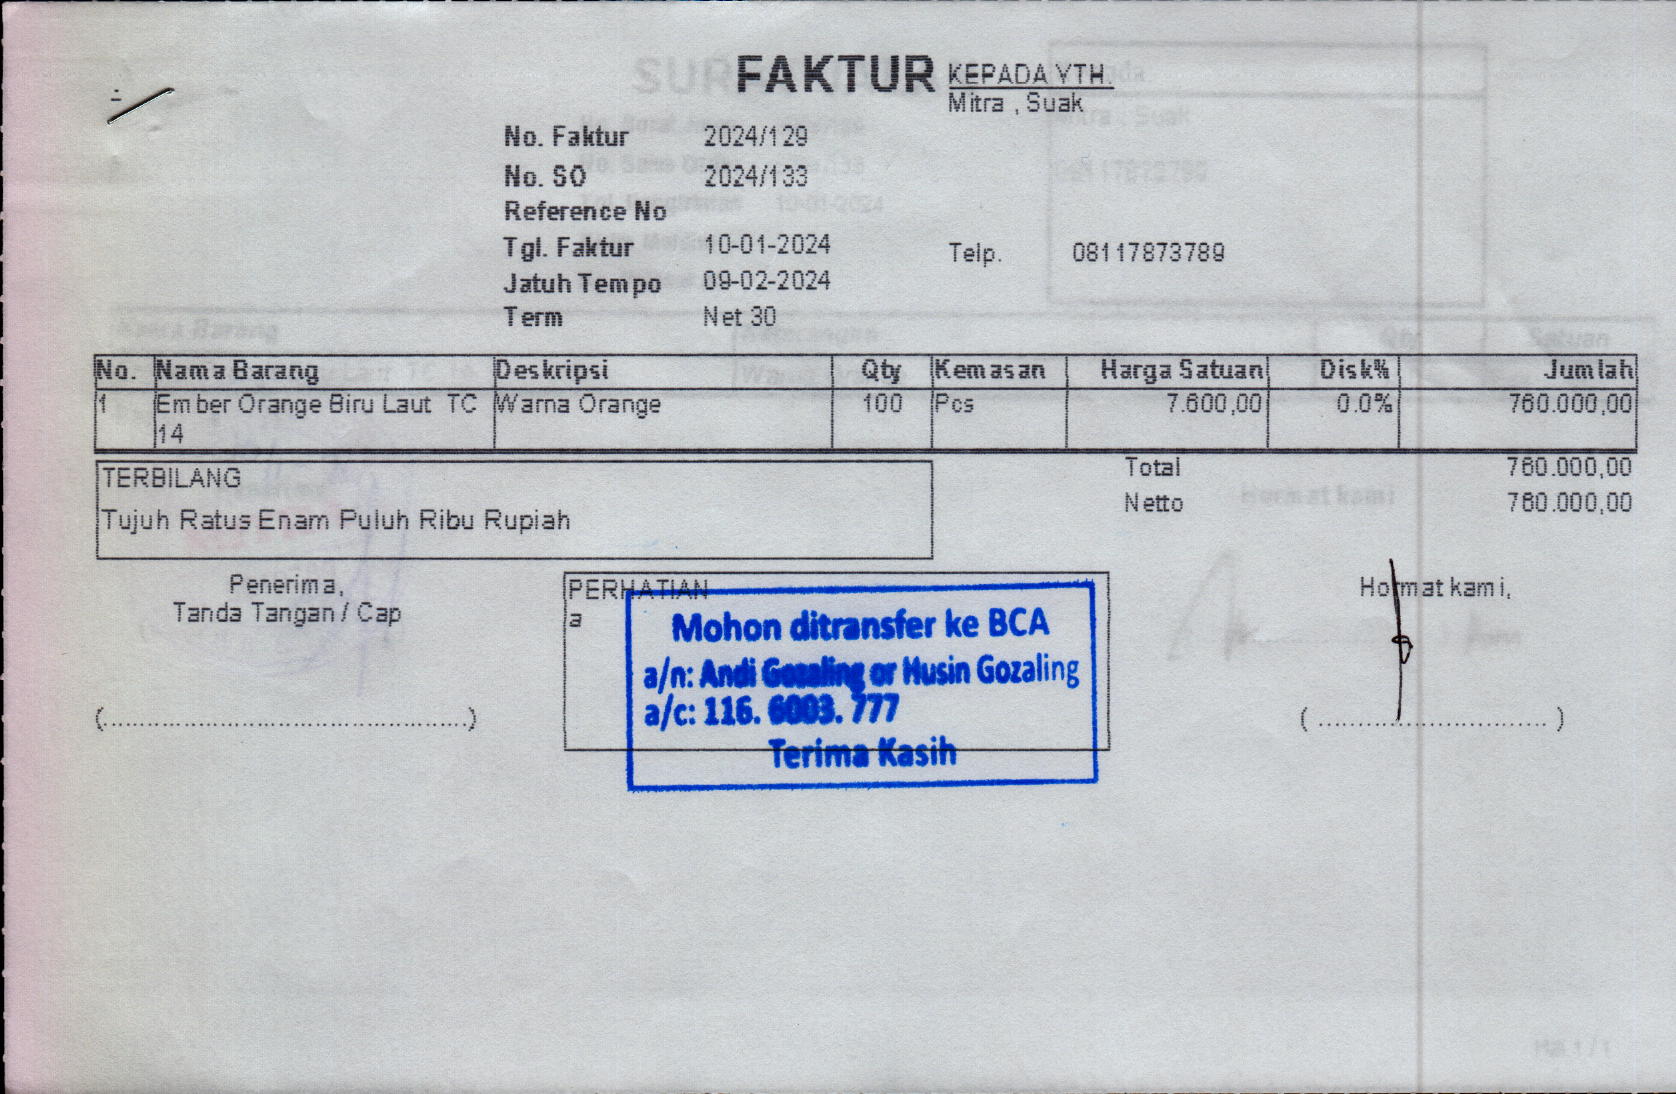 FAKTUR
KEPADA YTH.
Mitra , Suak
No. Faktur 2024/129
No. SO 2024/133
Reference No
Tgl. Faktur 10-01-2024
Telp. 08117873789
Jatuh Tempo 09-02-2024
Term Net 30
No. Nama Barang Deskripsi Qty Kemasan Harga Satuan Disk% Jumlah
1 Ember Orange Biru Laut TC Warna Orange 100 Pcs 7.600,00 0.0% 760.000,00
14
TERBILANG
Tujuh Ratus Enam Puluh Ribu Rupiah
Total 760.000,00
Netto 760.000,00
Penerima,
Tanda Tangan / Cap
(................................................)
PERHATIAN
a
Mohon ditransfer ke BCA
a/n: Andi Gozaling or Husin Gozaling
a/c: 116. 6003. 777
Terima Kasih
Hormat kami,
( .............................. )
Hal 1 / 1